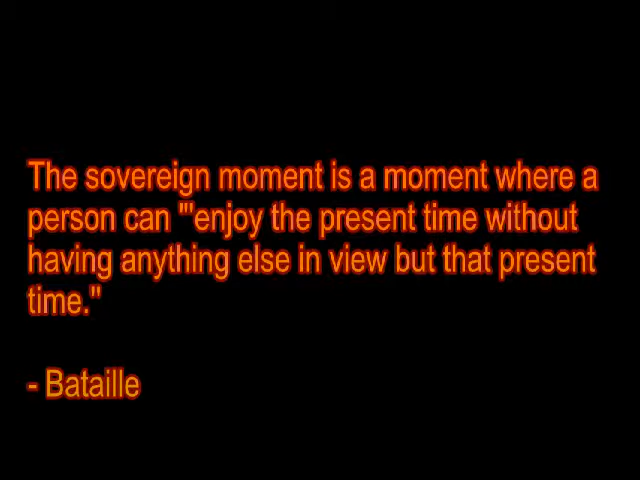 The sovereign moment is a moment where a
person can "'enjoy the present time without
having anything else in view but that present
time."
- Bataille